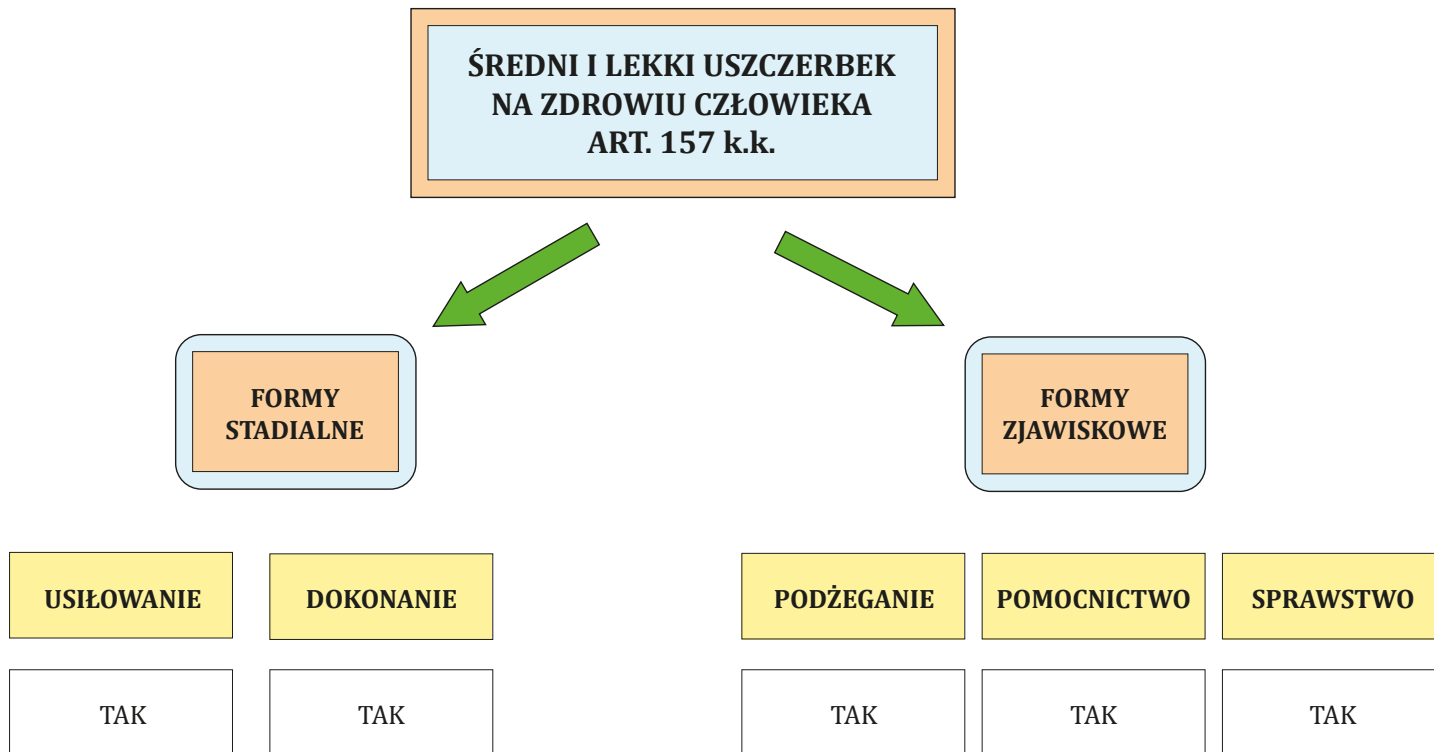 ŚREDNI I LEKKI USZCZERBEK
NA ZDROWIU CZŁOWIEKA
ART. 157 k.k.
FORMY
STADIALNE
FORMY
ZJAWISKOWE
USIŁOWANIE
DOKONANIE
PODŻEGANIE
POMOCNICTWO
SPRAWSTWO
TAK
TAK
TAK
TAK
TAK